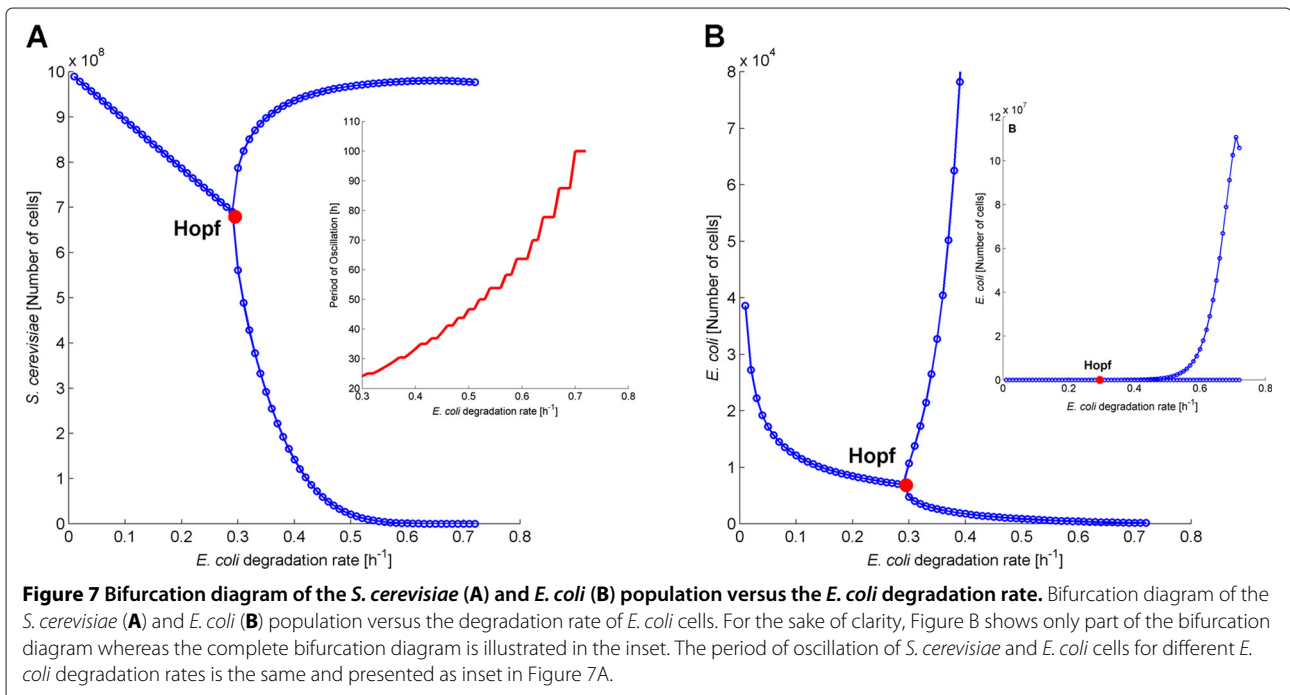 A
x 10⁸
10
9
8
7
6
5
4
3
2
1
0
0 0.1 0.2 0.3 0.4 0.5 0.6 0.7 0.8
S. cerevisiae [Number of cells]
E. coli degradation rate [h⁻¹]
Hopf
110
100
90
80
70
60
50
40
30
20
0.3 0.4 0.5 0.6 0.7 0.8
Period of Oscillation [h]
E. coli degradation rate [h⁻¹]
B
x 10⁴
8
7
6
5
4
3
2
1
0
0 0.1 0.2 0.3 0.4 0.5 0.6 0.7 0.8
E. coli [Number of cells]
E. coli degradation rate [h⁻¹]
Hopf
x 10⁷
B
12
10
8
6
4
2
0
0 0.2 0.4 0.6 0.8
E. coli [Number of cells]
E. coli degradation rate [h⁻¹]
Hopf
Figure 7 Bifurcation diagram of the S. cerevisiae (A) and E. coli (B) population versus the E. coli degradation rate. Bifurcation diagram of the
S. cerevisiae (A) and E. coli (B) population versus the degradation rate of E. coli cells. For the sake of clarity, Figure B shows only part of the bifurcation
diagram whereas the complete bifurcation diagram is illustrated in the inset. The period of oscillation of S. cerevisiae and E. coli cells for different E.
coli degradation rates is the same and presented as inset in Figure 7A.